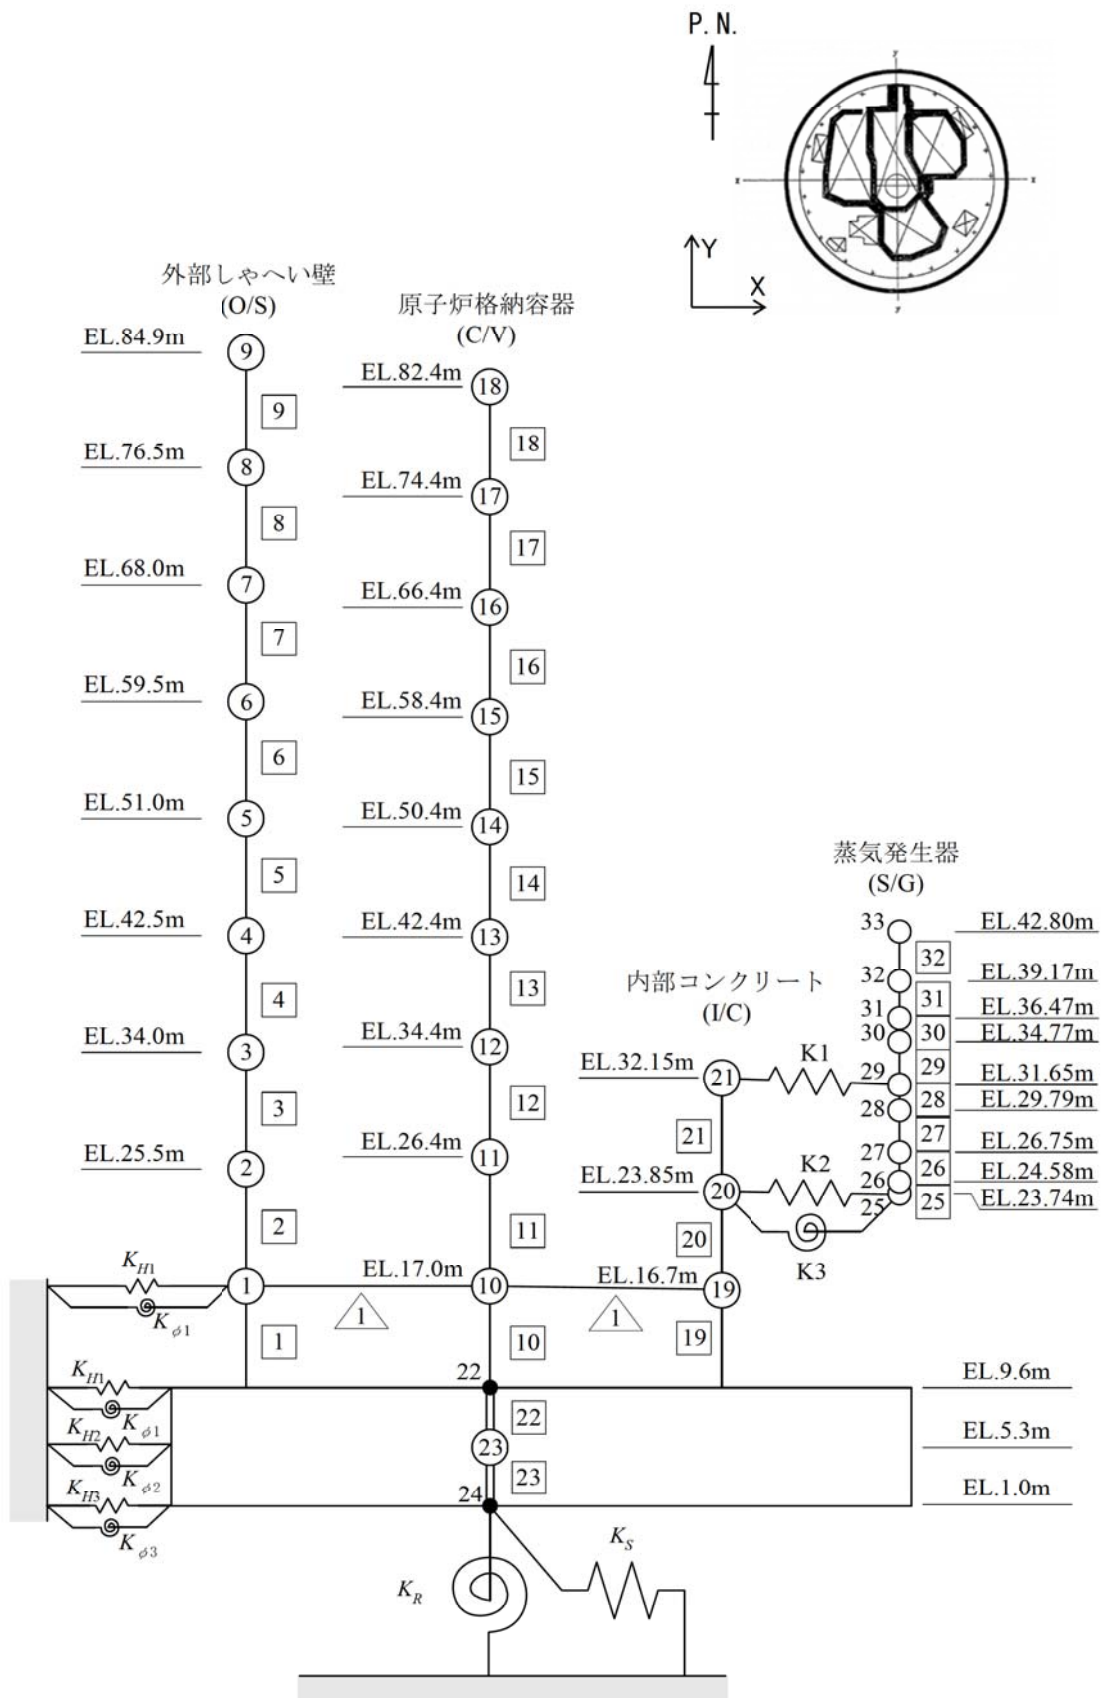 P. N.
y
x
x
y
Y
X
外部しゃへい壁
(O/S)
原子炉格納容器
(C/V)
EL.84.9m
9
EL.82.4m
18
9
18
EL.76.5m
8
EL.74.4m
17
8
17
EL.68.0m
7
EL.66.4m
16
7
16
EL.59.5m
6
EL.58.4m
15
6
15
EL.51.0m
5
EL.50.4m
14
5
14
EL.42.5m
4
EL.42.4m
13
4
13
EL.34.0m
3
EL.34.4m
12
3
12
EL.25.5m
2
EL.26.4m
11
2
11
蒸気発生器
(S/G)
33
EL.42.80m
32
32
EL.39.17m
31
31
EL.36.47m
30
30
EL.34.77m
29
29
EL.31.65m
28
28
EL.29.79m
27
27
EL.26.75m
26
26
EL.24.58m
25
25
EL.23.74m
内部コンクリート
(I/C)
EL.32.15m
21
K1
21
EL.23.85m
20
K2
20
K3
K_H1
K_ϕ1
1
EL.17.0m
10
EL.16.7m
19
1
1
1
10
19
K_H1
K_ϕ1
22
EL.9.6m
22
K_H2
K_ϕ2
23
EL.5.3m
23
K_H3
K_ϕ3
24
EL.1.0m
K_R
K_S